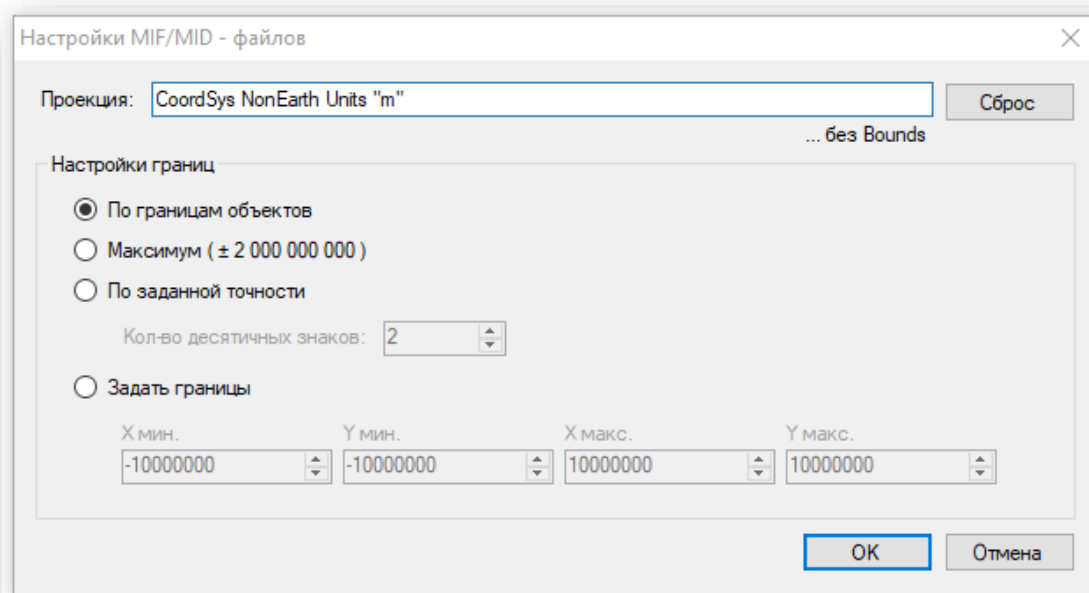 Настройки MIF/MID - файлов
Проекция: CoordSys NonEarth Units "m" Сброс
... без Bounds
Настройки границ
По границам объектов
Максимум ( ± 2 000 000 000 )
По заданной точности
Кол-во десятичных знаков: 2
Задать границы
X мин. Y мин. X макс. Y макс.
-10000000 -10000000 10000000 10000000
OK Отмена